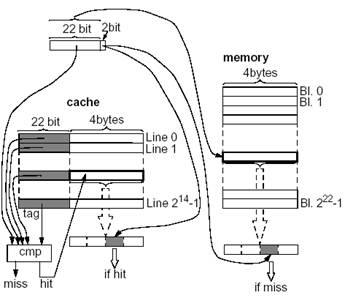 22 bit 2bit
memory
4bytes
Bl. 0
Bl. 1
cache
22 bit 4bytes
Line 0
Line 1
Line 2^14-1
Bl. 2^22-1
tag
cmp
miss hit
if hit
if miss